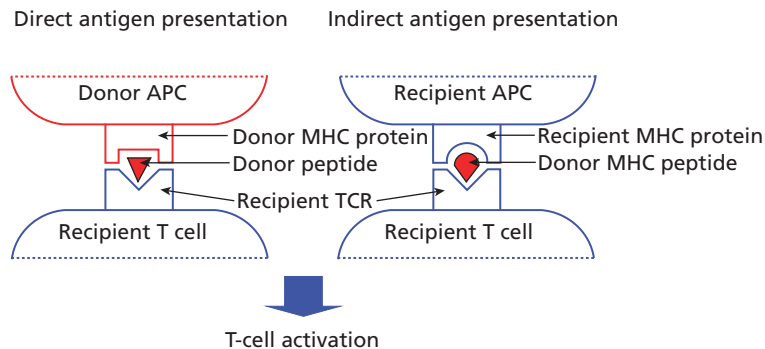 Direct antigen presentation
Indirect antigen presentation
Donor APC
Recipient APC
Donor MHC protein
Recipient MHC protein
Donor peptide
Donor MHC peptide
Recipient TCR
Recipient T cell
Recipient T cell
T-cell activation